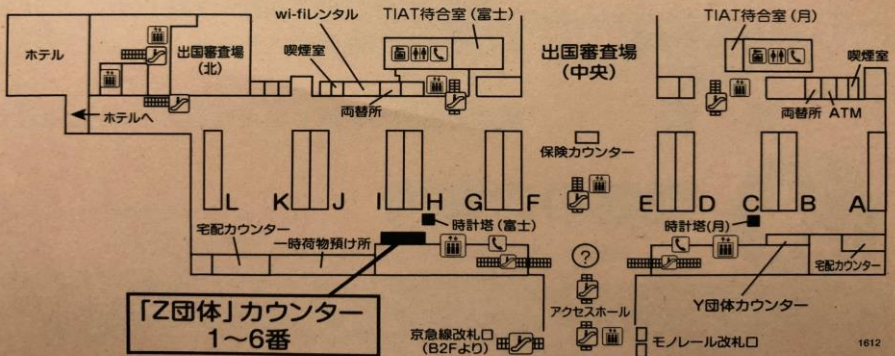 wi-fiレンタル
TIAT待合室（富士）
TIAT待合室（月）
ホテル
出国審査場
（北）
喫煙室
出国審査場
（中央）
喫煙室
両替所
両替所
ATM
ホテルへ
保険カウンター
L
K
J
I
H
G
F
E
D
C
B
A
時計塔（富士）
時計塔(月)
宅配カウンター
一時荷物預け所
?
宅配カウンター
「Z団体」カウンター
1～6番
アクセスホール
Y団体カウンター
京急線改札口
（B2Fより）
モノレール改札口
1612